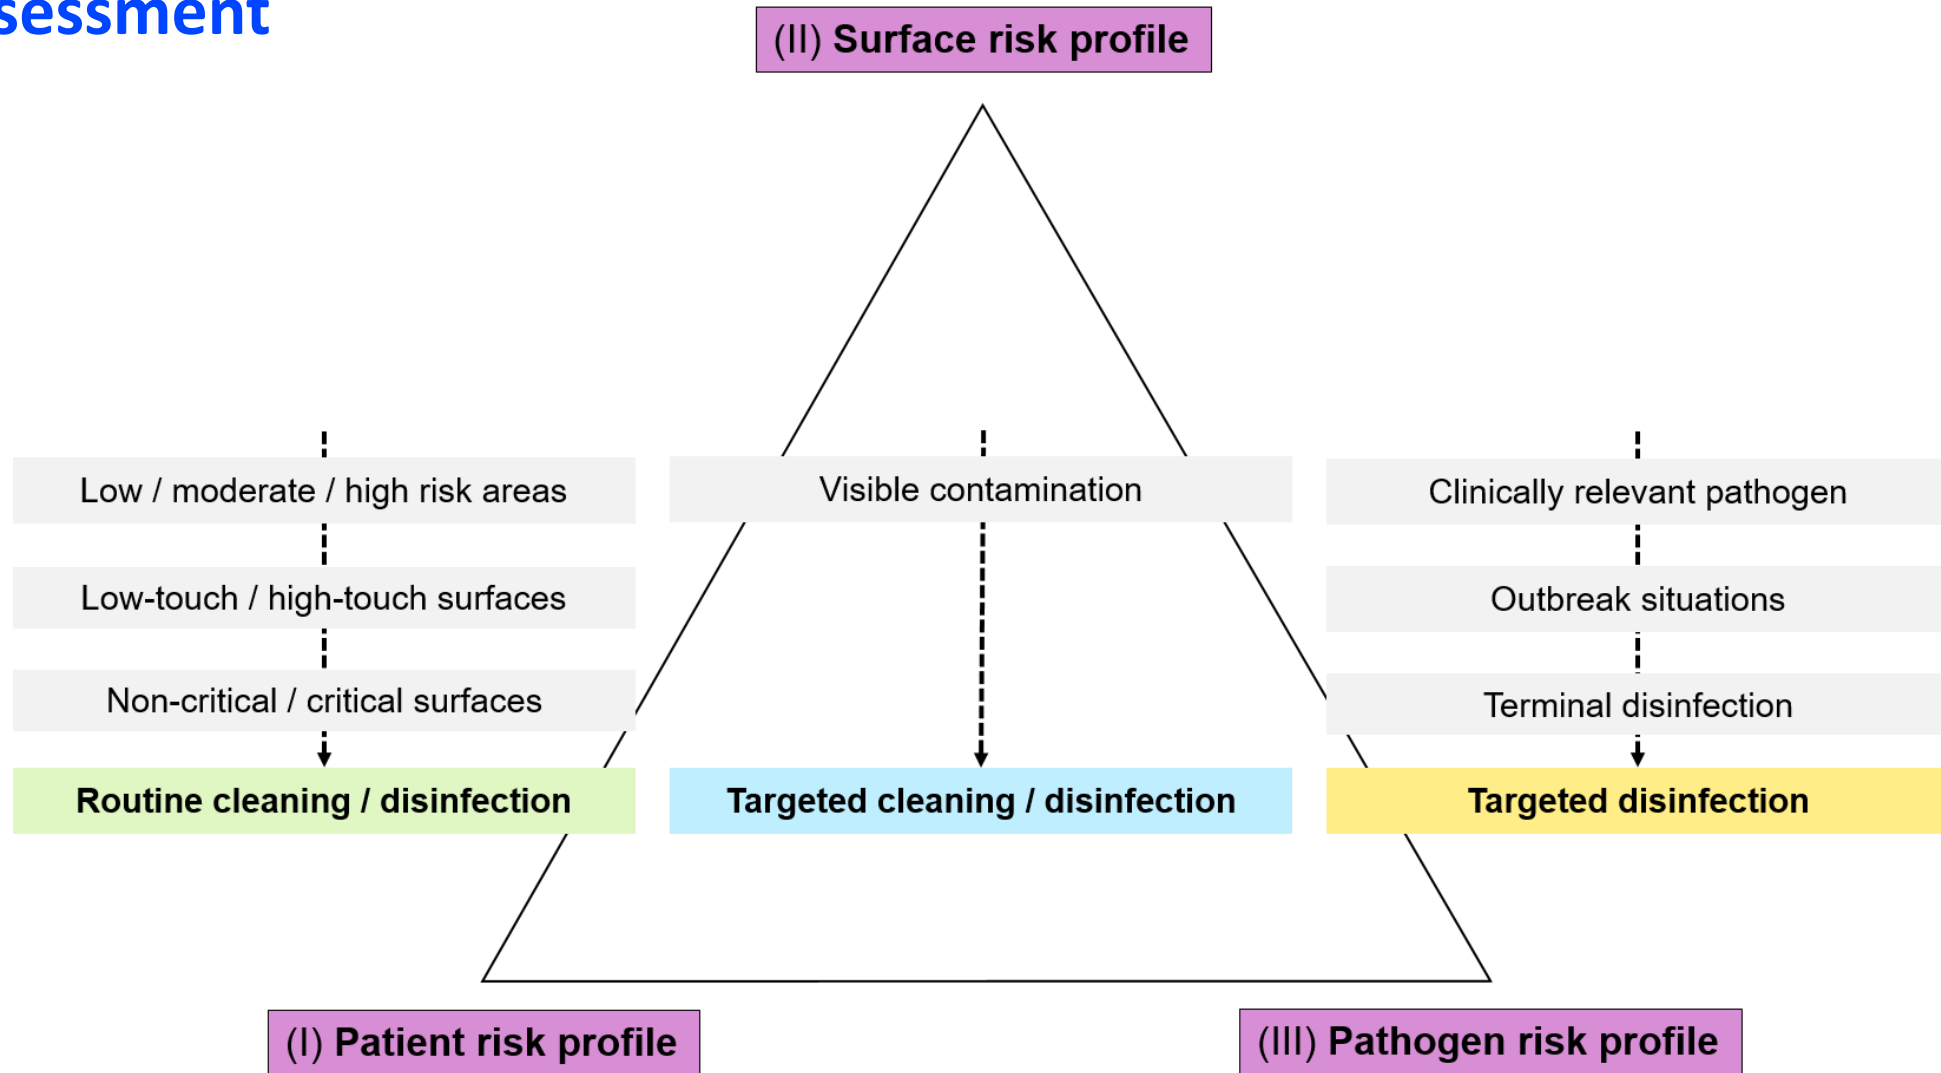 ssessment
(II) Surface risk profile
Low / moderate / high risk areas
Low-touch / high-touch surfaces
Non-critical / critical surfaces
Routine cleaning / disinfection
Visible contamination
Targeted cleaning / disinfection
Clinically relevant pathogen
Outbreak situations
Terminal disinfection
Targeted disinfection
(I) Patient risk profile
(III) Pathogen risk profile